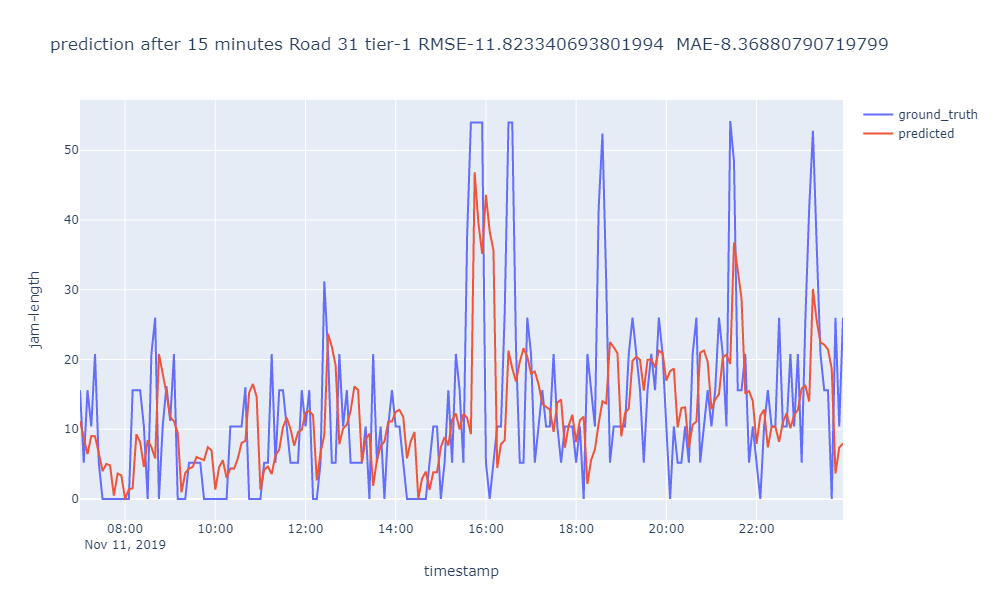 prediction after 15 minutes Road 31 tier-1 RMSE-11.823340693801994  MAE-8.36880790719799
ground_truth
predicted
50
40
30
20
10
0
jam-length
08:00 10:00 12:00 14:00 16:00 18:00 20:00 22:00
Nov 11, 2019
timestamp